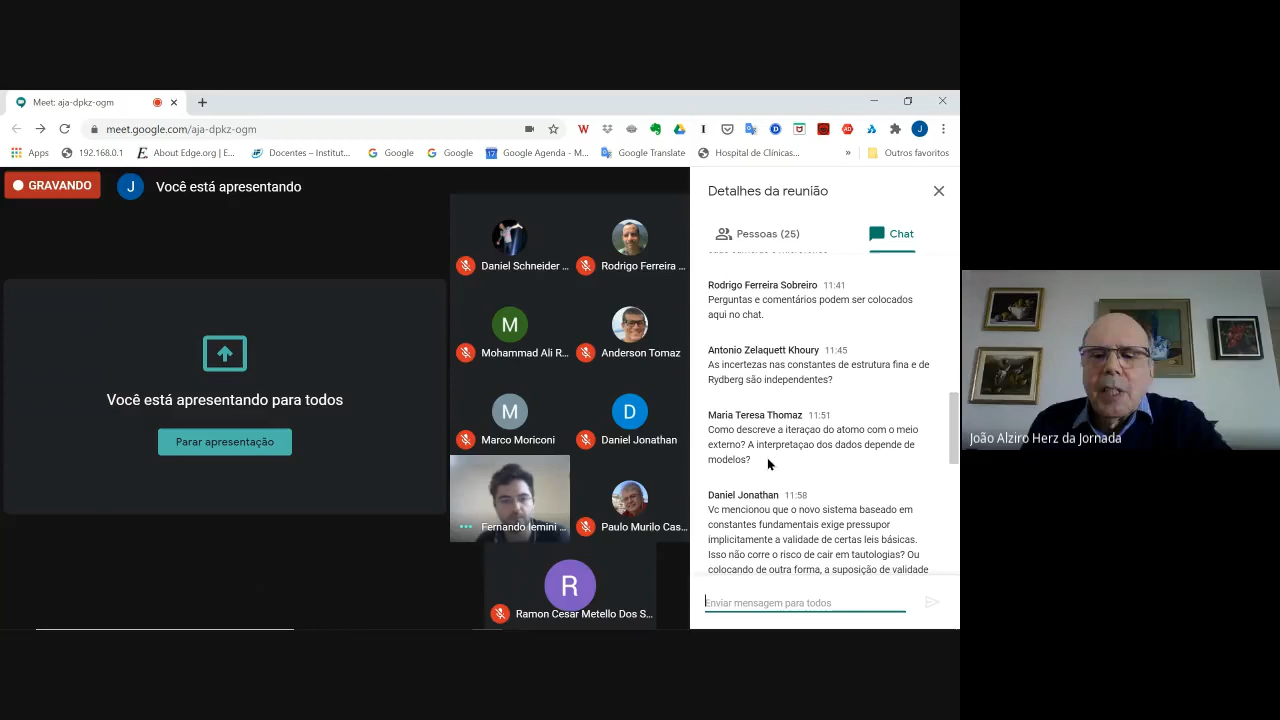 Meet: aja-dpkz-ogm
meet.google.com/aja-dpkz-ogm
Apps
192.168.0.1
About Edge.org | E...
Docentes – Institut...
Google
Google
Google Agenda - M...
Google Translate
Hospital de Clínicas...
»
Outros favoritos
GRAVANDO
J
Você está apresentando
Você está apresentando para todos
Parar apresentação
Daniel Schneider ...
Rodrigo Ferreira ...
M
Mohammad Ali R...
Anderson Tomaz
M
Marco Moriconi
D
Daniel Jonathan
Fernando Iemini ...
Paulo Murilo Cas...
R
Ramon Cesar Metello Dos S...
Detalhes da reunião
Pessoas (25)
Chat
Rodrigo Ferreira Sobreiro 11:41
Perguntas e comentários podem ser colocados
aqui no chat.
Antonio Zelaquett Khoury 11:45
As incertezas nas constantes de estrutura fina e de
Rydberg são independentes?
Maria Teresa Thomaz 11:51
Como descreve a iteraçao do atomo com o meio
externo? A interpretaçao dos dados depende de
modelos?
Daniel Jonathan 11:58
Vc mencionou que o novo sistema baseado em
constantes fundamentais exige pressupor
implicitamente a validade de certas leis básicas.
Isso não corre o risco de cair em tautologias? Ou
colocando de outra forma, a suposição de validade
Enviar mensagem para todos
João Alziro Herz da Jornada